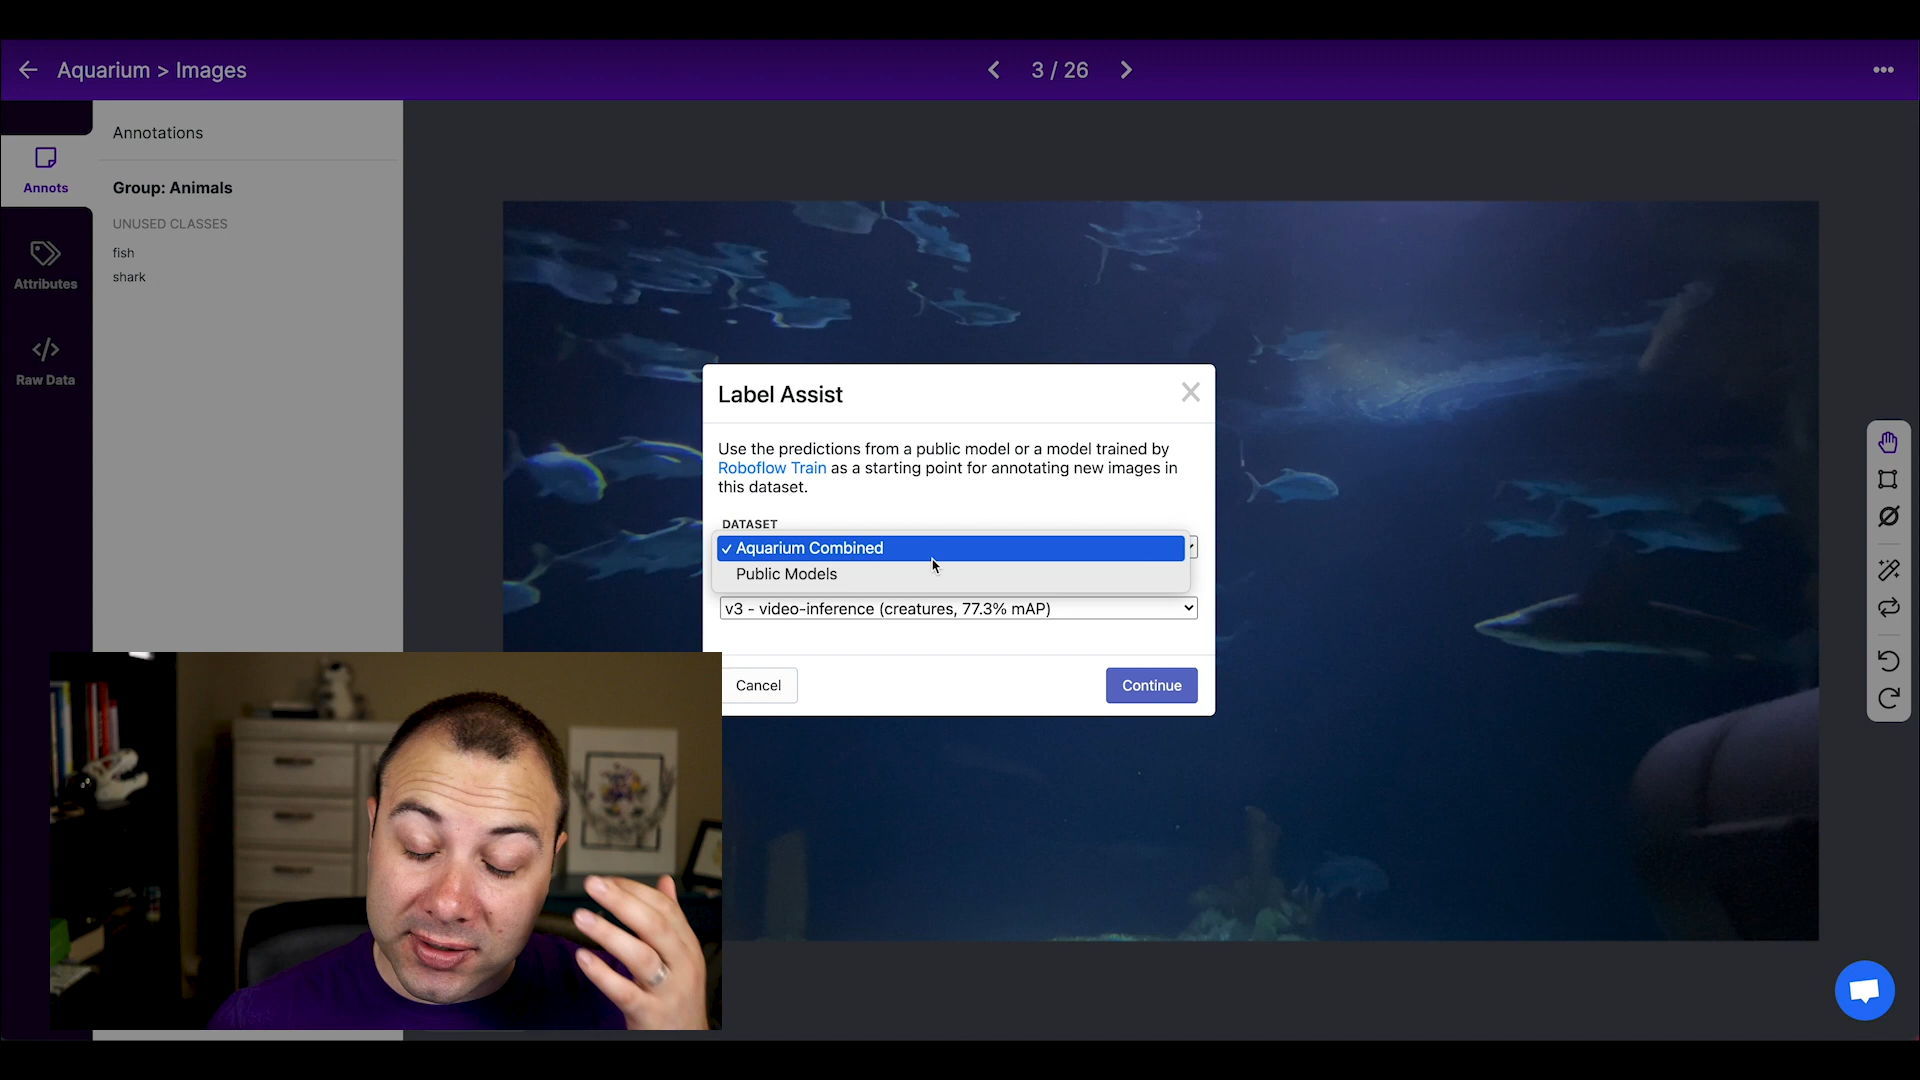 Aquarium > Images
3 / 26
Annots
Attributes
Raw Data
Annotations
Group: Animals
UNUSED CLASSES
fish
shark
Label Assist
Use the predictions from a public model or a model trained by
Roboflow Train as a starting point for annotating new images in
this dataset.
DATASET
✓ Aquarium Combined
Public Models
v3 - video-inference (creatures, 77.3% mAP)
Cancel
Continue